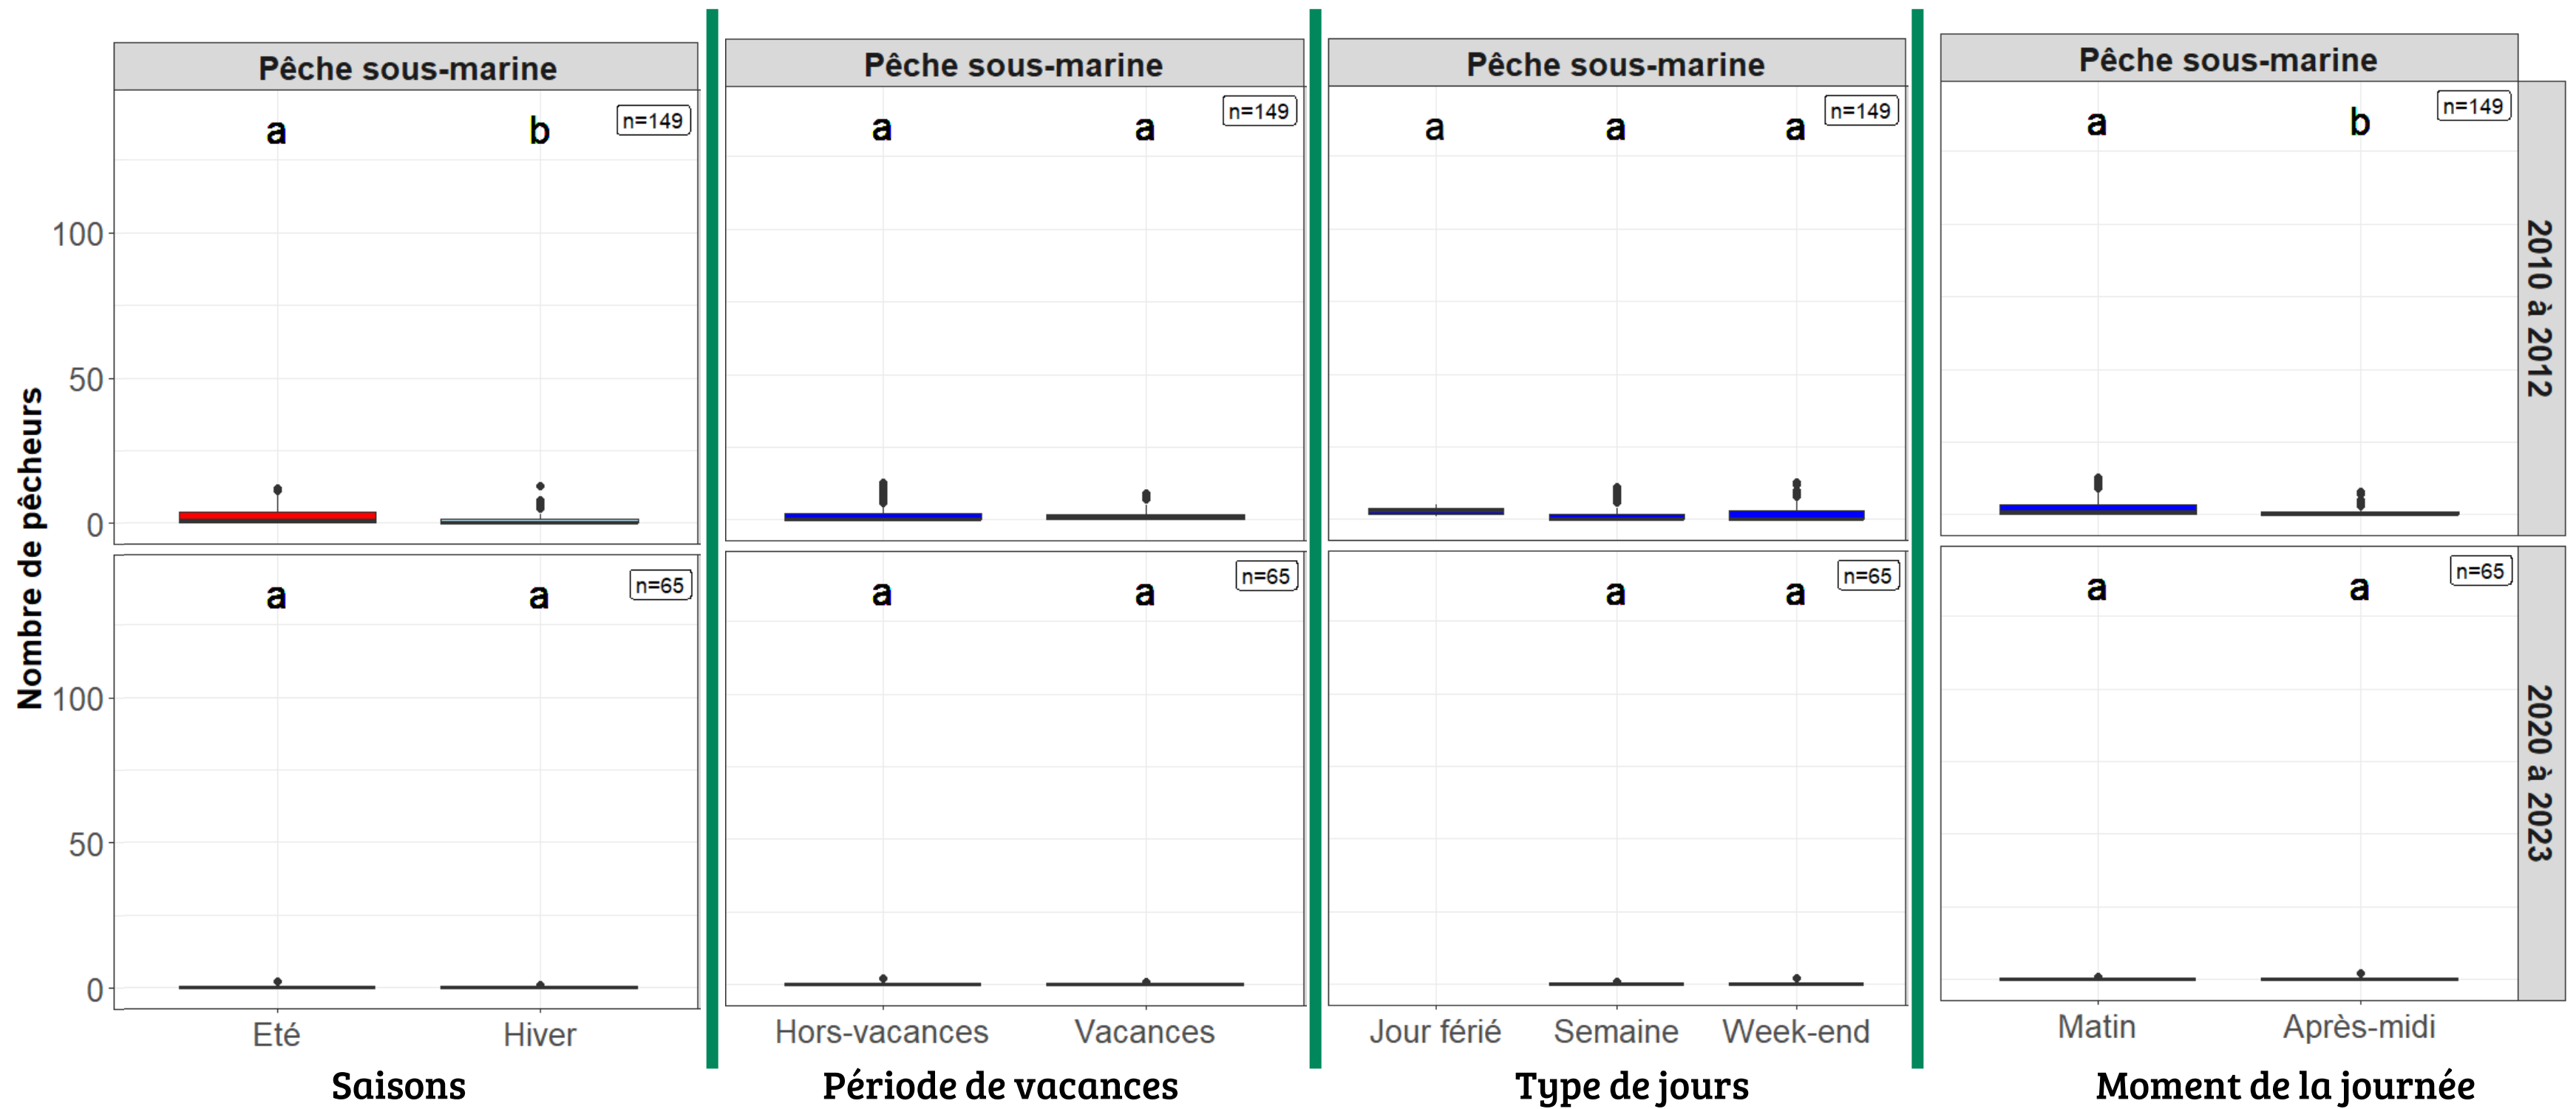 Pêche sous-marine
Pêche sous-marine
Pêche sous-marine
Pêche sous-marine
a b n=149
a a n=149
a a a n=149
a b n=149
100
50
0
2010 à 2012
Nombre de pêcheurs
a a n=65
a a n=65
a a n=65
a a n=65
100
50
0
2020 à 2023
Eté Hiver
Hors-vacances Vacances
Jour férié Semaine Week-end
Matin Après-midi
Saisons
Période de vacances
Type de jours
Moment de la journée